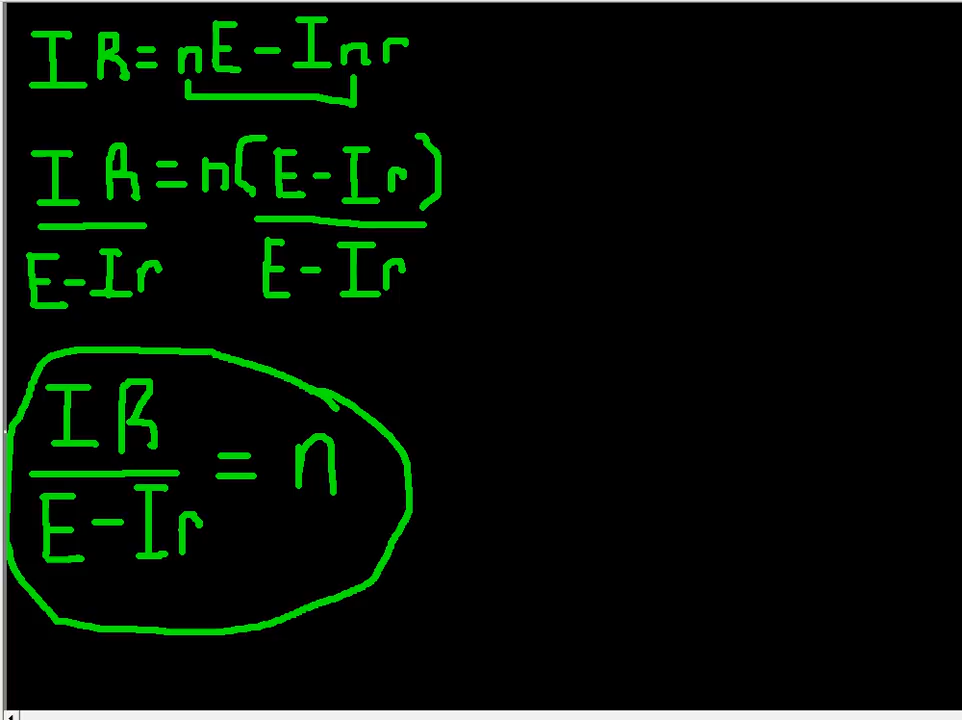 IR = nE - Inr
IR = n(E - Ir)
E - Ir E - Ir
IR
E - Ir = n